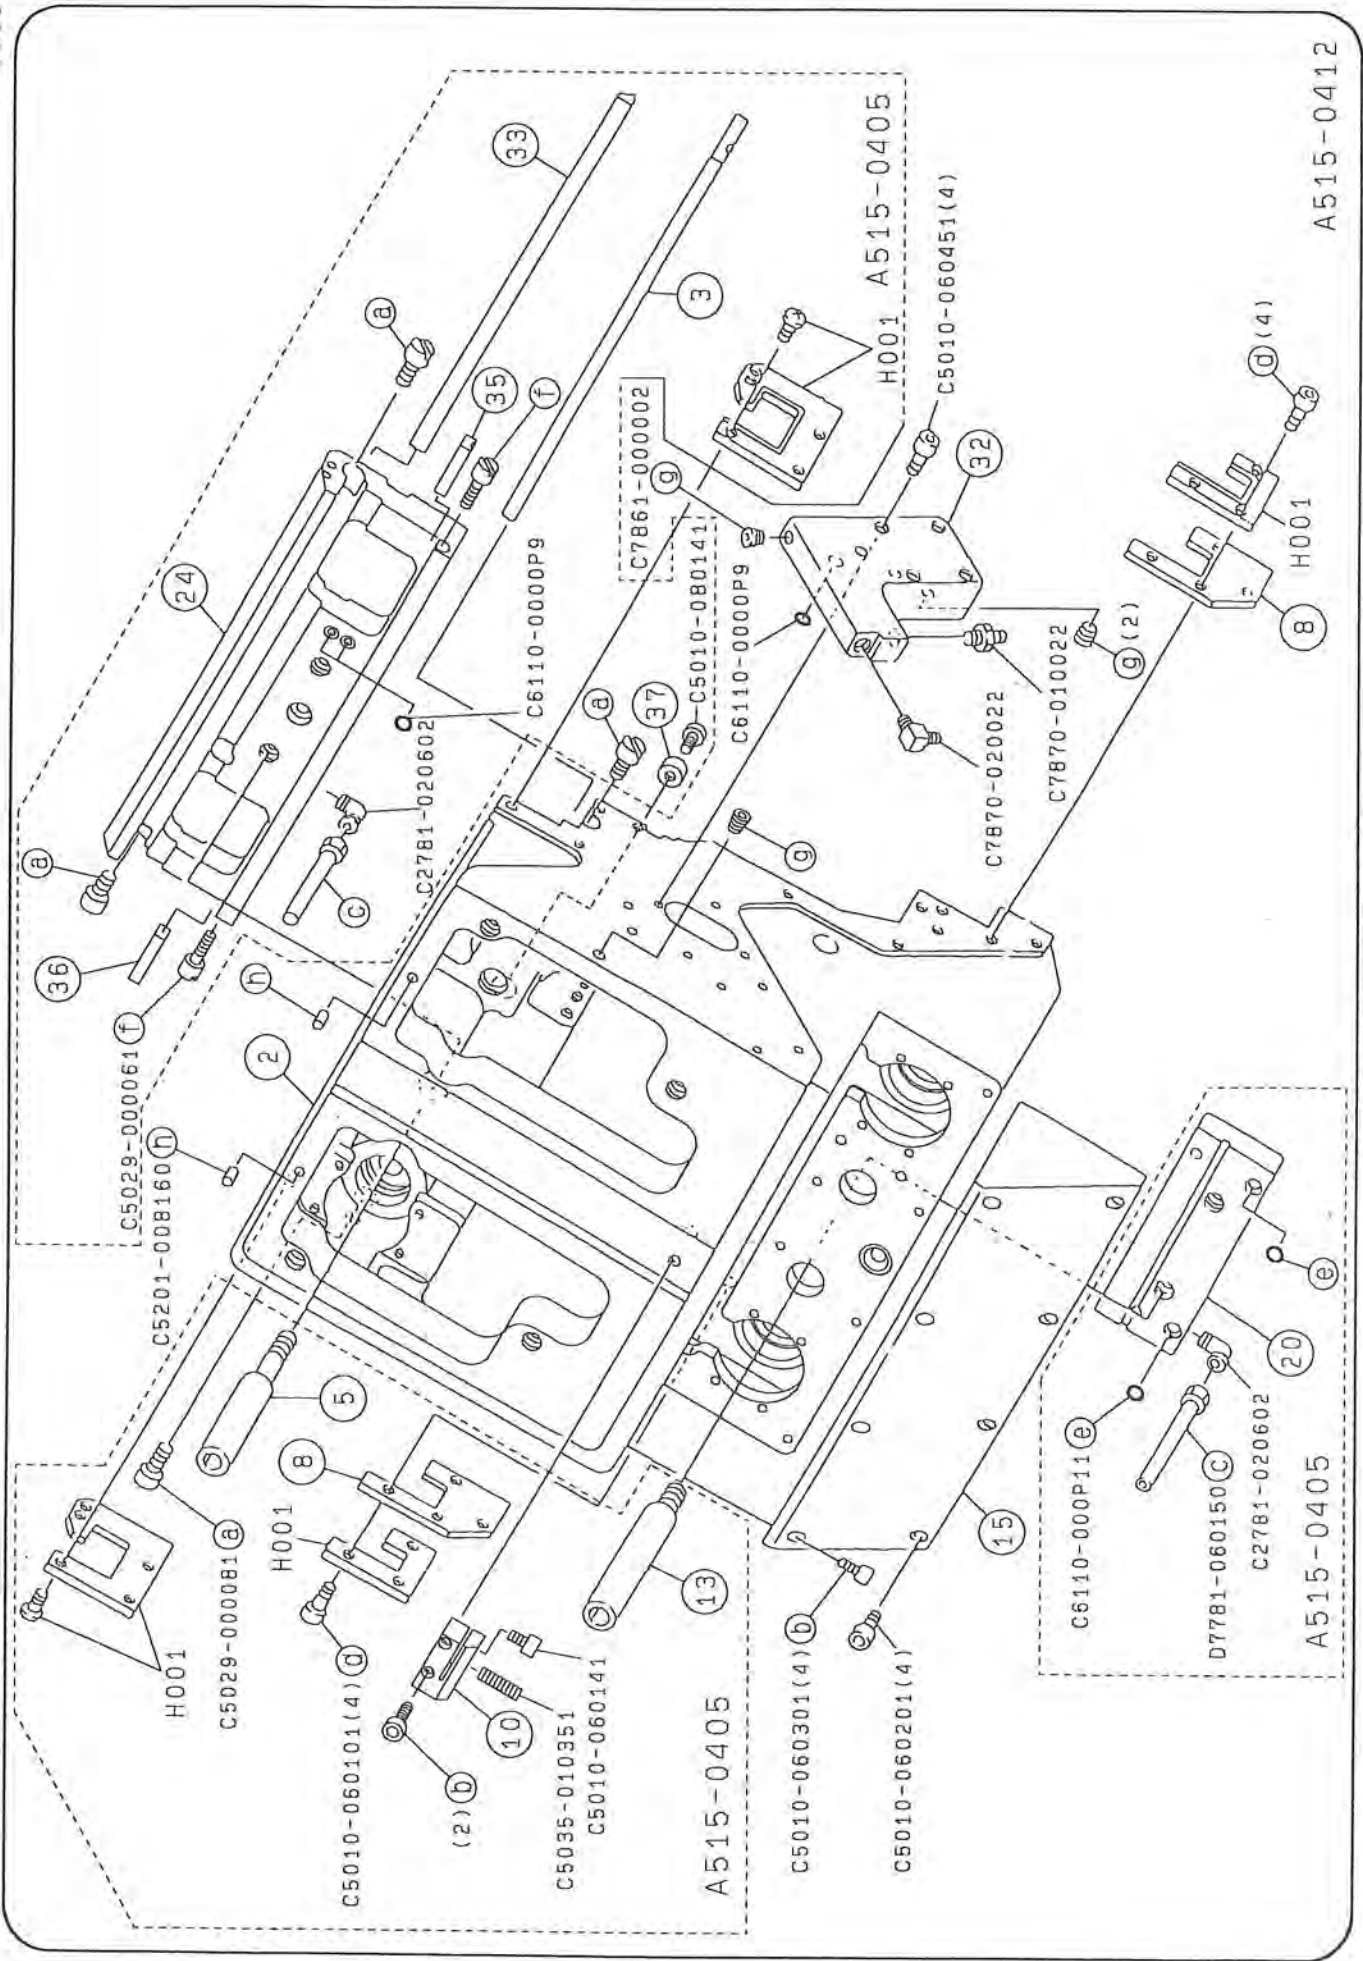 A515-0412
33
A515-0405
3
a
35
f
H001
C5010-060451(4)
d(4)
24
C7861-000002
g
32
H001
8
C6110-0000P9
C5010-080141
C6110-0000P9
37
a
g(2)
C7870-010022
C7870-020022
g
C2781-020602
c
a
36
C5029-000061 f
h
2
C5201-008160 h
5
C5029-000081 a
H001
8
H001
C5010-060101(4) d
(2) b
10
C5035-010351
C5010-060141
A515-0405
13
C5010-060301(4) b
C5010-060201(4)
15
e
20
C6110-000P11 e
D7781-060150 c
C2781-020602
A515-0405